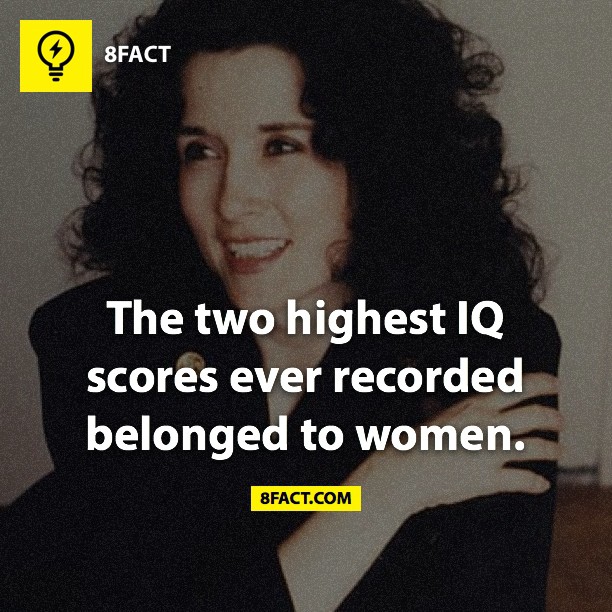 8FACT
The two highest IQ
scores ever recorded
belonged to women.
8FACT.COM